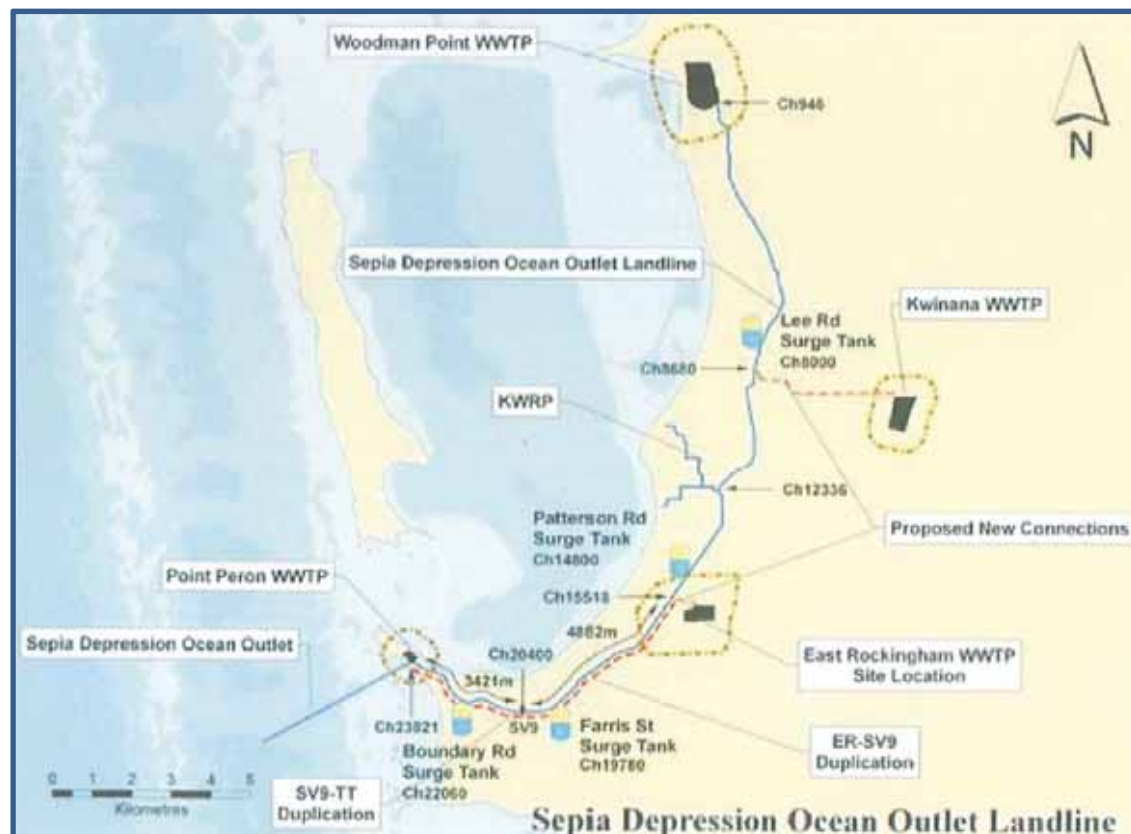 Woodman Point WWTP
Ch946
N
Sepia Depression Ocean Outlet Landline
Lee Rd
Surge Tank
Ch8000
Kwinana WWTP
Ch8680
KWRP
Ch12336
Patterson Rd
Surge Tank
Ch14800
Proposed New Connections
Point Peron WWTP
Ch15518
4882m
Sepia Depression Ocean Outlet
Ch20400
3421m
East Rockingham WWTP
Site Location
Ch23821
SV9
Boundary Rd
Surge Tank
Ch22060
Farris St
Surge Tank
Ch19780
ER-SV9
Duplication
SV9-TT
Duplication
0 1 2 3 4 5
Kilometres
Sepia Depression Ocean Outlet Landline